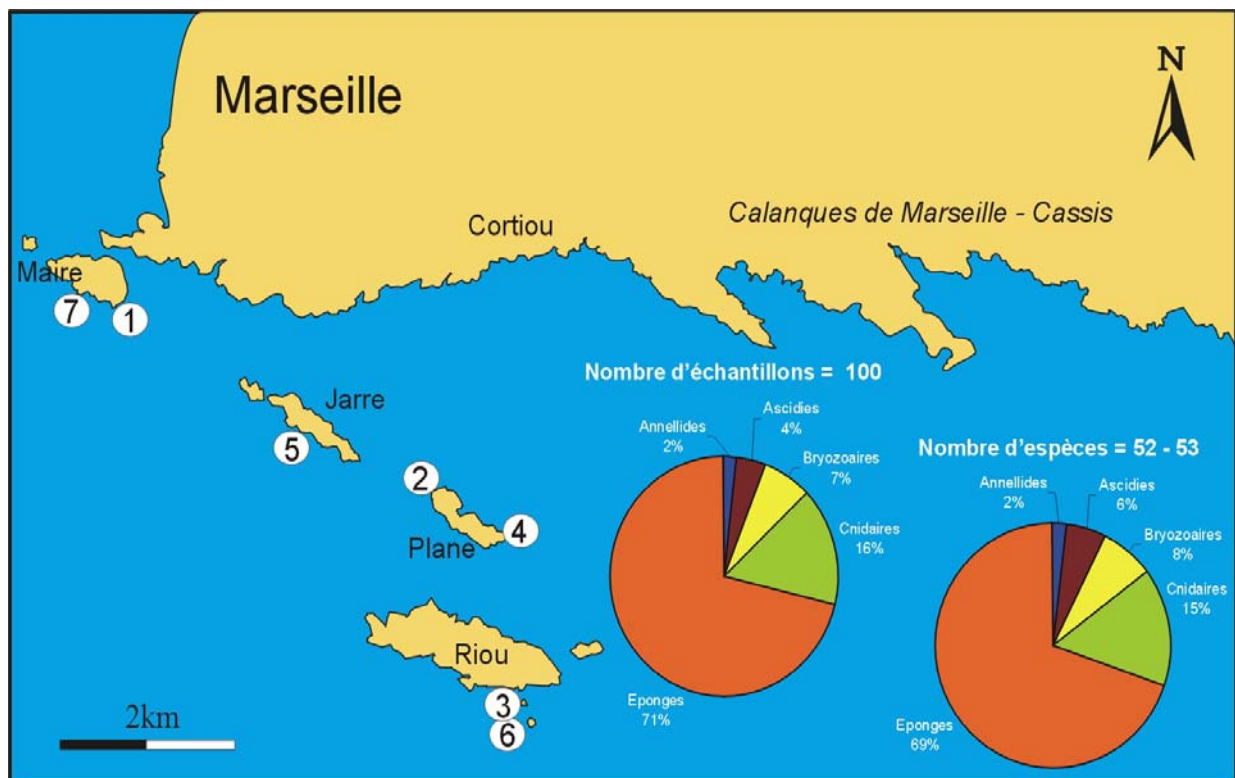 Marseille
N
Cortiou
Calanques de Marseille - Cassis
Maire
7
1
Jarre
5
2
4
Plane
Riou
3
6
2km
Nombre d'échantillons = 100
Annellides
2%
Ascidies
4%
Bryozoaires
7%
Cnidaires
16%
Eponges
71%
Nombre d'espèces = 52 - 53
Annellides
2%
Ascidies
6%
Bryozoaires
8%
Cnidaires
15%
Eponges
69%